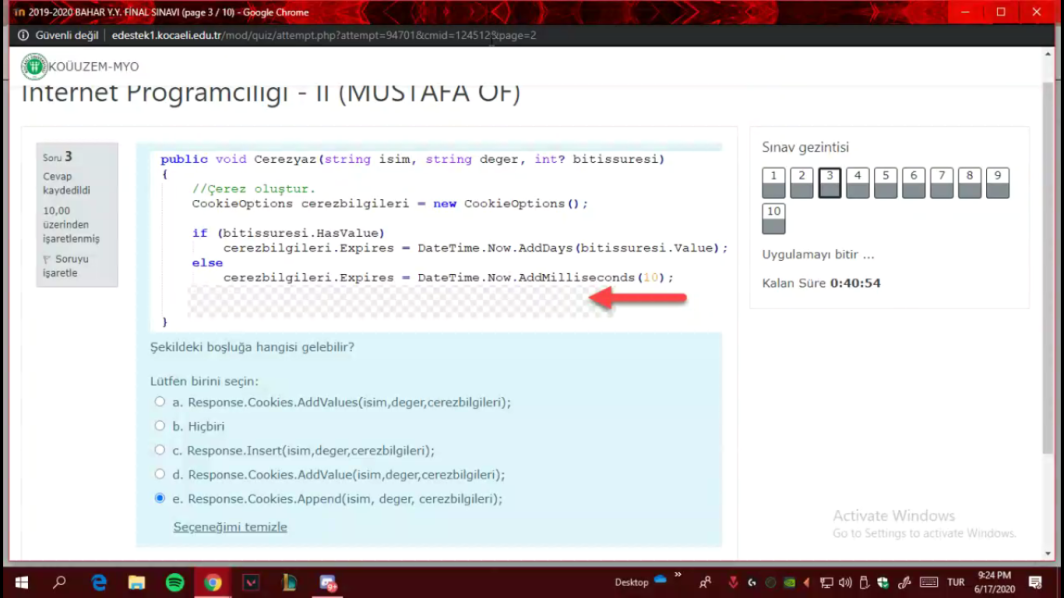 2019-2020 BAHAR Y.Y. FİNAL SINAVI (page 3 / 10) - Google Chrome
Güvenli değil | edestek1.kocaeli.edu.tr/mod/quiz/attempt.php?attempt=94701&cmid=124512&page=2
KOÜUZEM-MYO
İnternet Programcılığı - II (MUSTAFA OF)
Soru 3
Cevap
kaydedildi
10,00
üzerinden
işaretlenmiş
Soruyu
işaretle
public void Cerezyaz(string isim, string deger, int? bitissuresi)
{
//Çerez oluştur.
CookieOptions cerezbilgileri = new CookieOptions();
if (bitissuresi.HasValue)
cerezbilgileri.Expires = DateTime.Now.AddDays(bitissuresi.Value);
else
cerezbilgileri.Expires = DateTime.Now.AddMilliseconds(10);
}
Şekildeki boşluğa hangisi gelebilir?
Lütfen birini seçin:
a. Response.Cookies.AddValues(isim,deger,cerezbilgileri);
b. Hiçbiri
c. Response.Insert(isim,deger,cerezbilgileri);
d. Response.Cookies.AddValue(isim,deger,cerezbilgileri);
e. Response.Cookies.Append(isim, deger, cerezbilgileri);
Seçeneğimi temizle
Sınav gezintisi
1 2 3 4 5 6 7 8 9
10
Uygulamayı bitir ...
Kalan Süre 0:40:54
Activate Windows
Go to Settings to activate Windows.
Desktop
TUR
9:24 PM
6/17/2020